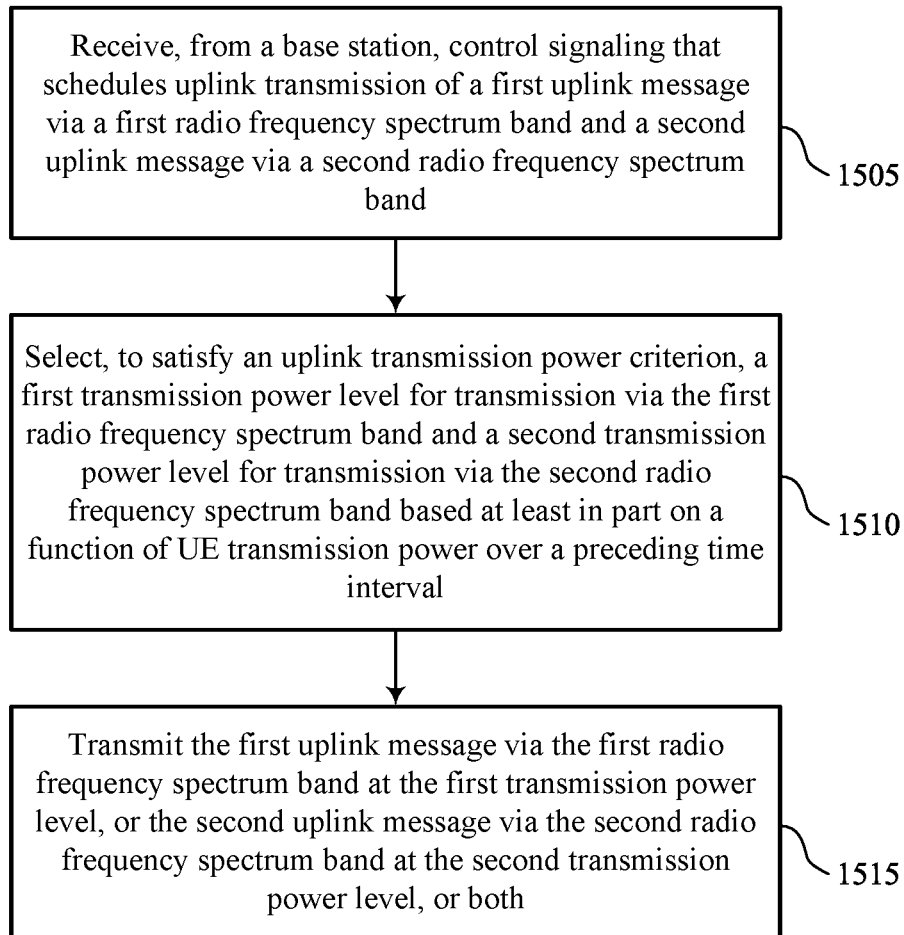 Receive, from a base station, control signaling that
schedules uplink transmission of a first uplink message
via a first radio frequency spectrum band and a second
uplink message via a second radio frequency spectrum
band
1505
Select, to satisfy an uplink transmission power criterion, a
first transmission power level for transmission via the first
radio frequency spectrum band and a second transmission
power level for transmission via the second radio
frequency spectrum band based at least in part on a
function of UE transmission power over a preceding time
interval
1510
Transmit the first uplink message via the first radio
frequency spectrum band at the first transmission power
level, or the second uplink message via the second radio
frequency spectrum band at the second transmission
power level, or both
1515